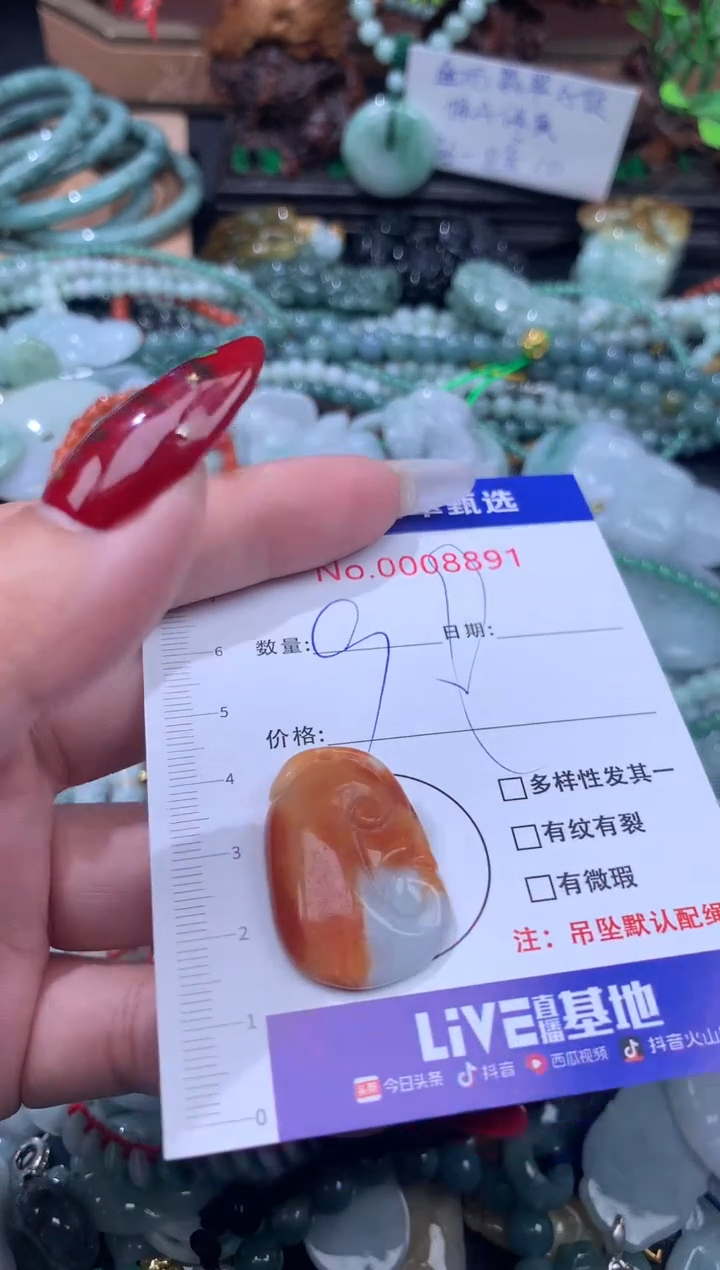 甄选
No.0008891
数量:
日期:
价格:
多样性发其一
有纹有裂
有微瑕
注：吊坠默认配绳
LiVE直播基地
头条 今日头条 抖音 西瓜视频 抖音火山
6
5
4
3
2
1
0